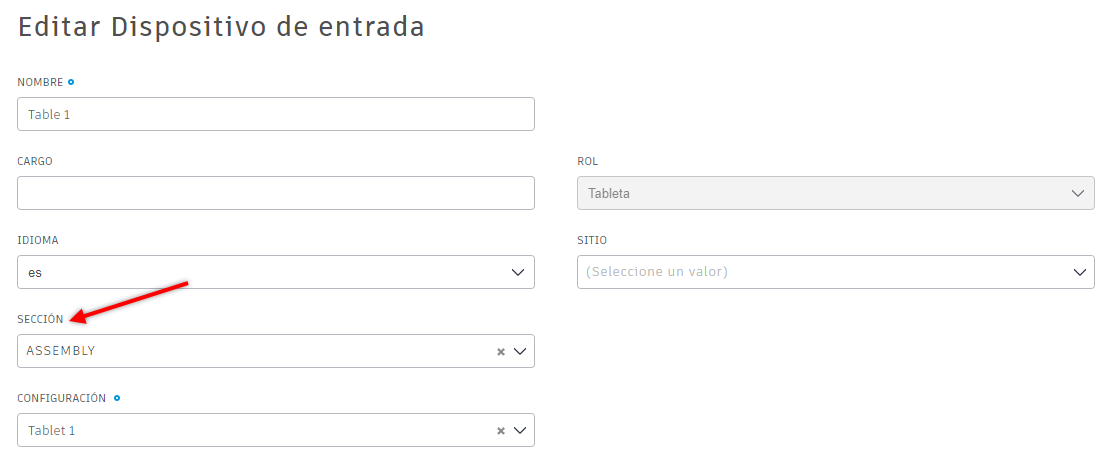 Editar Dispositivo de entrada
NOMBRE
Table 1
CARGO
ROL
Tableta
IDIOMA
es
SITIO
(Seleccione un valor)
SECCIÓN
ASSEMBLY
CONFIGURACIÓN
Tablet 1